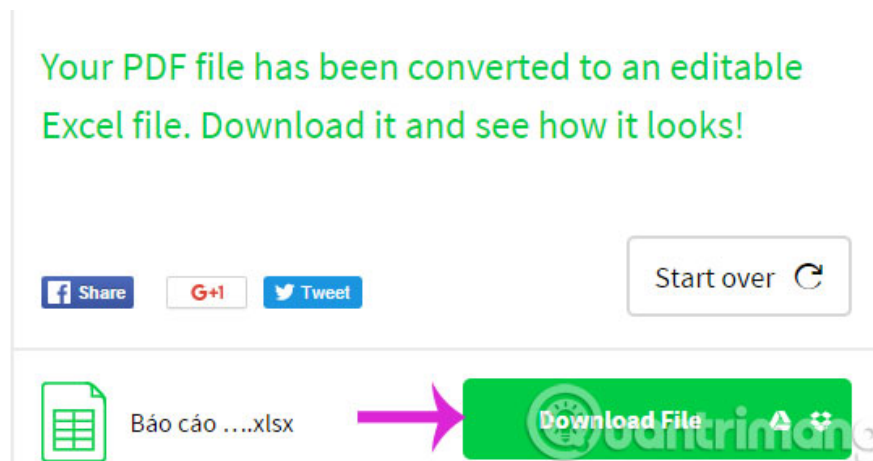 Your PDF file has been converted to an editable
Excel file. Download it and see how it looks!
Start over
Share
G+1
Tweet
Báo cáo ....xlsx
Download File
Quantrimang